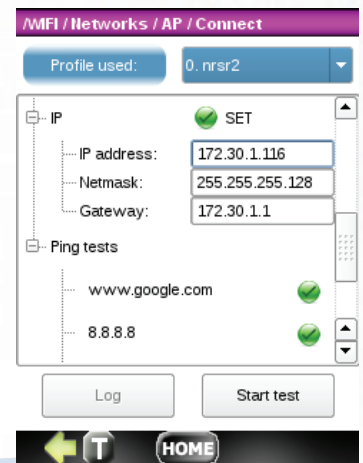 /WIFI / Networks / AP / Connect
Profile used: 0. nrsr2
IP SET
IP address: 172.30.1.116
Netmask: 255.255.255.128
Gateway: 172.30.1.1
Ping tests
www.google.com
8.8.8.8
Log Start test
T HOME